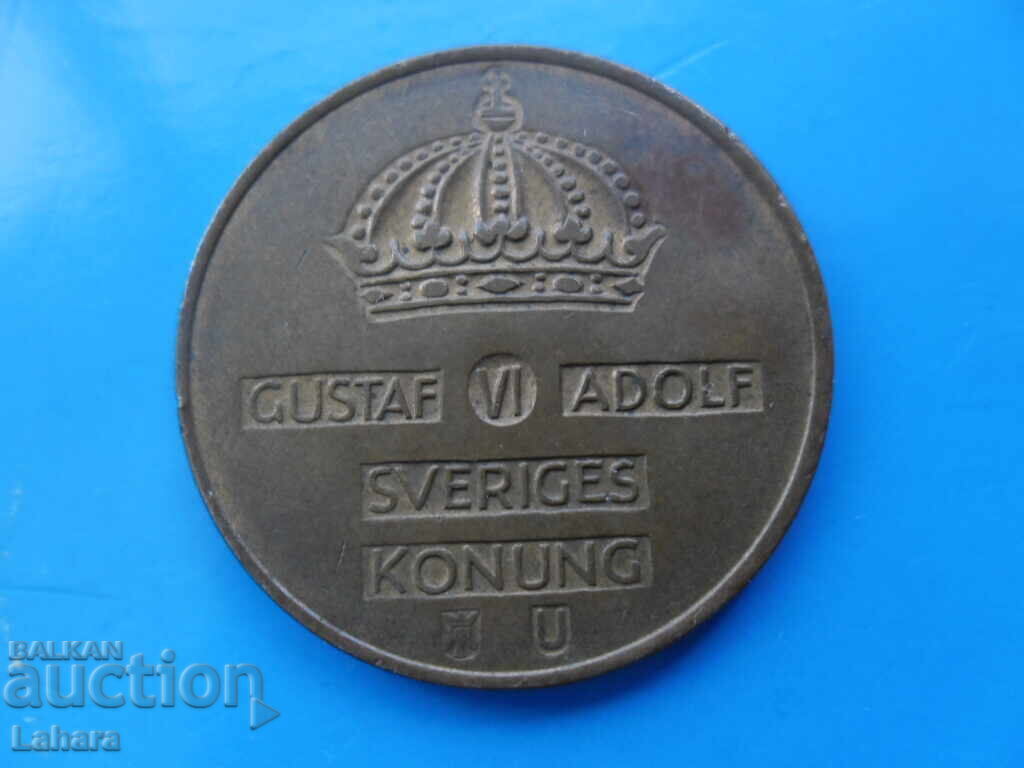 GUSTAF VI ADOLF
SVERIGES
KONUNG
U
BALKAN
auction
Lahara